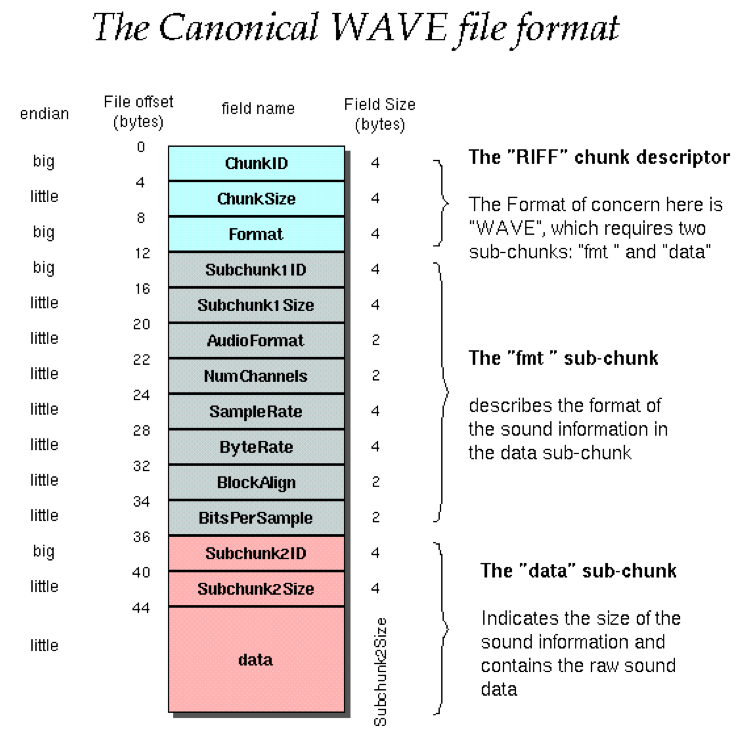 The Canonical WAVE file format
endian
File offset
(bytes)
field name
Field Size
(bytes)
0
big
ChunkID
4
4
little
ChunkSize
4
8
big
Format
4
12
big
Subchunk1ID
4
16
little
Subchunk1Size
4
20
little
AudioFormat
2
22
little
NumChannels
2
24
little
SampleRate
4
28
little
ByteRate
4
32
little
BlockAlign
2
34
little
BitsPerSample
2
36
big
Subchunk2ID
4
40
little
Subchunk2Size
4
44
little
data
Subchunk2Size
The "RIFF" chunk descriptor
The Format of concern here is
"WAVE", which requires two
sub-chunks: "fmt " and "data"
The "fmt " sub-chunk
describes the format of
the sound information in
the data sub-chunk
The "data" sub-chunk
Indicates the size of the
sound information and
contains the raw sound
data